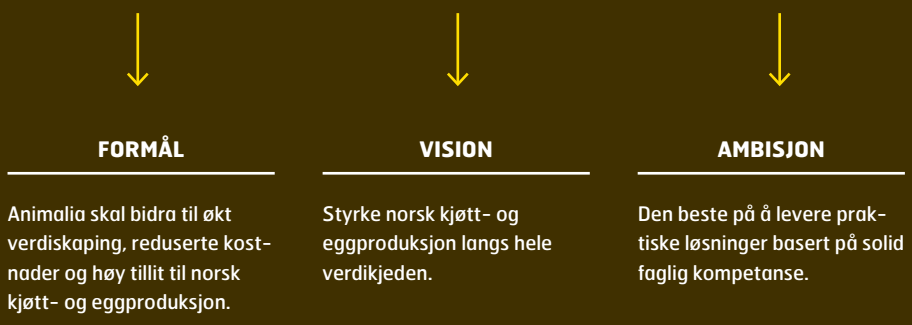 FORMÅL
Animalia skal bidra til økt
verdiskaping, reduserte kost-
nader og høy tillit til norsk
kjøtt- og eggproduksjon.
VISION
Styrke norsk kjøtt- og
eggproduksjon langs hele
verdikjeden.
AMBISJON
Den beste på å levere prak-
tiske løsninger basert på solid
faglig kompetanse.